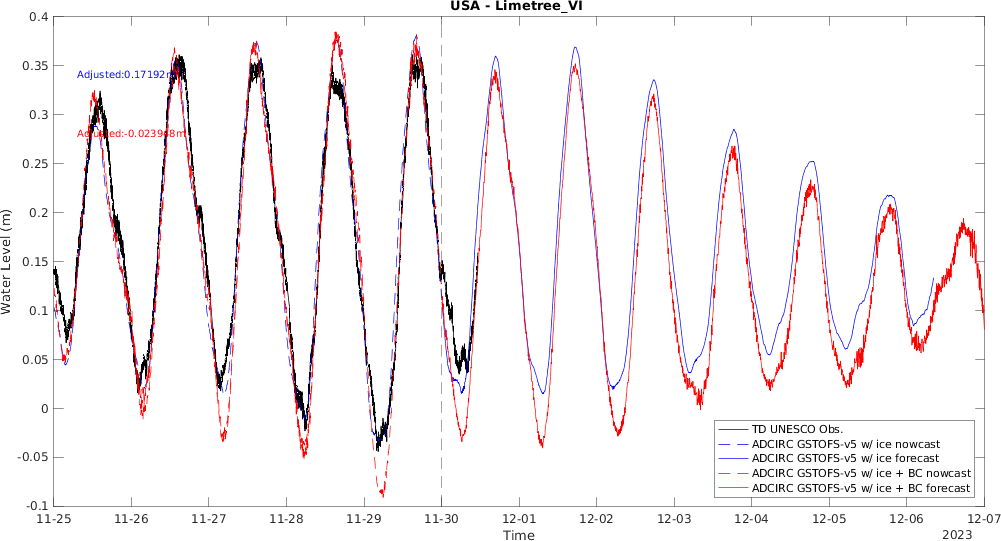 USA - Limetree_VI
0.4
0.35
0.3
0.25
0.2
0.15
0.1
0.05
0
-0.05
-0.1
Water Level (m)
Adjusted:0.17192m
Adjusted:-0.023948m
TD UNESCO Obs.
ADCIRC GSTOFS-v5 w/ ice nowcast
ADCIRC GSTOFS-v5 w/ ice forecast
ADCIRC GSTOFS-v5 w/ ice + BC nowcast
ADCIRC GSTOFS-v5 w/ ice + BC forecast
11-25 11-26 11-27 11-28 11-29 11-30 12-01 12-02 12-03 12-04 12-05 12-06 12-07
Time
2023